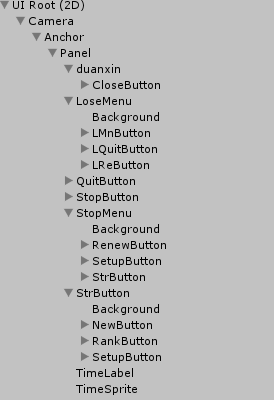 UI Root (2D)
Camera
Anchor
Panel
duanxin
CloseButton
LoseMenu
Background
LMnButton
LQuitButton
LReButton
QuitButton
StopButton
StopMenu
Background
RenewButton
SetupButton
StrButton
StrButton
Background
NewButton
RankButton
SetupButton
TimeLabel
TimeSprite